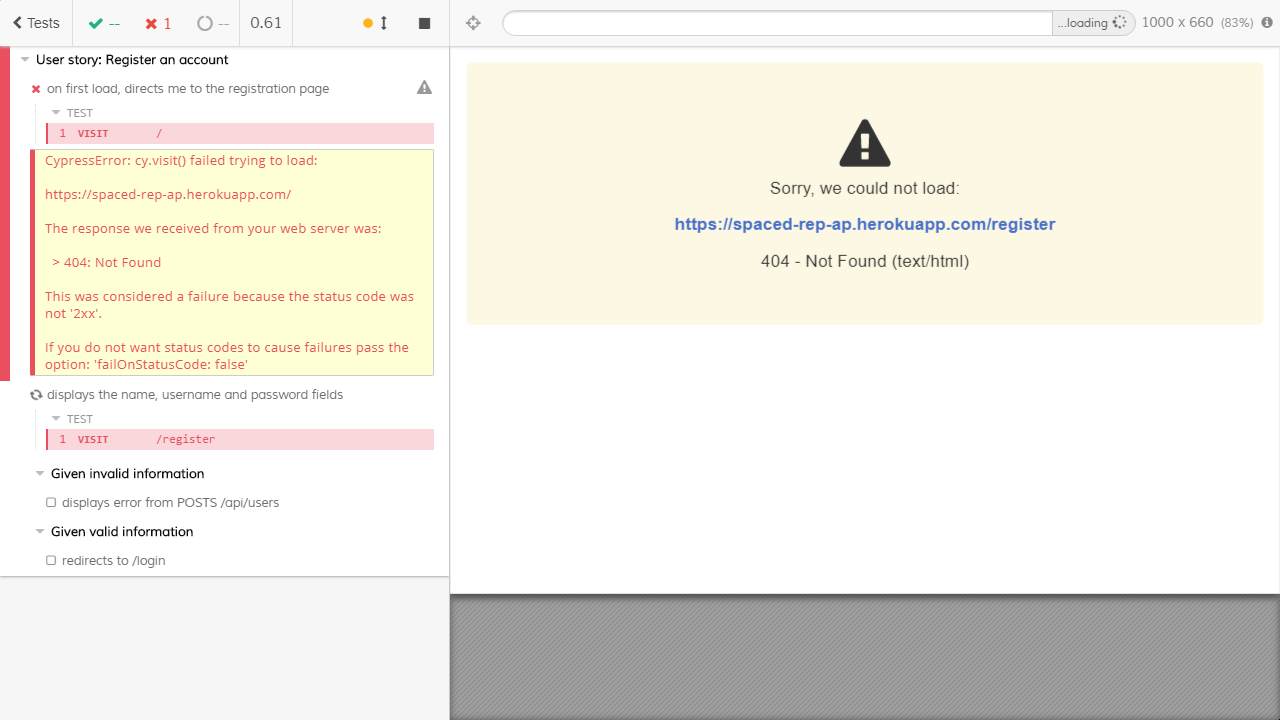 Tests
--
1
--
0.61
...loading
1000 x 660 (83%)
User story: Register an account
on first load, directs me to the registration page
TEST
1 VISIT /
CypressError: cy.visit() failed trying to load:
https://spaced-rep-ap.herokuapp.com/
The response we received from your web server was:
> 404: Not Found
This was considered a failure because the status code was
not '2xx'.
If you do not want status codes to cause failures pass the
option: 'failOnStatusCode: false'
displays the name, username and password fields
TEST
1 VISIT /register
Given invalid information
displays error from POSTS /api/users
Given valid information
redirects to /login
Sorry, we could not load:
https://spaced-rep-ap.herokuapp.com/register
404 - Not Found (text/html)